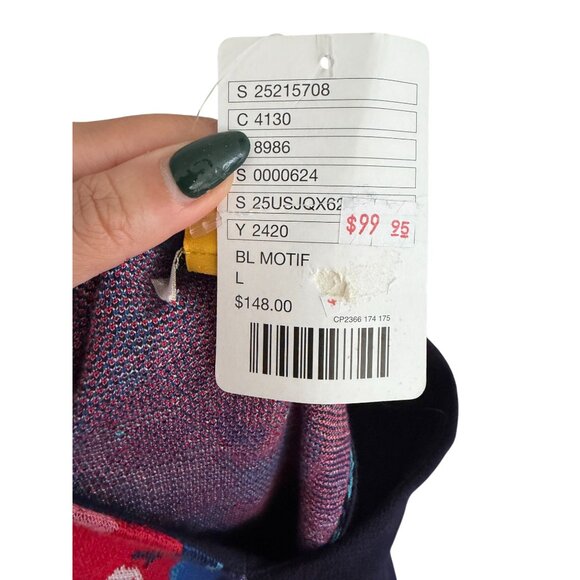 S 25215708
C 4130
8986
S 0000624
S 25USJQX62
$99 95
Y 2420
BL MOTIF
L
$148.00
CP2366 174 175